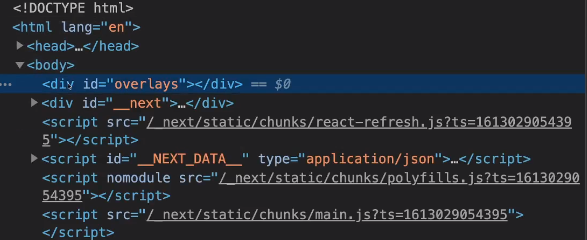 <!DOCTYPE html>
<html lang="en">
▶<head>…</head>
▼<body>
… <div id="overlays"></div> == $0
▶<div id="__next">…</div>
<script src="/_next/static/chunks/react-refresh.js?ts=161302905439
5"></script>
▶<script id="__NEXT_DATA__" type="application/json">…</script>
<script nomodule src="/_next/static/chunks/polyfills.js?ts=16130290
54395"></script>
<script src="/_next/static/chunks/main.js?ts=1613029054395">
</script>